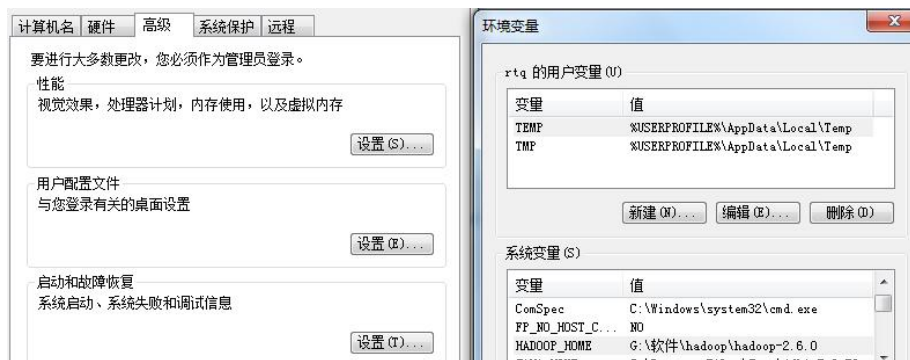 计算机名 硬件 高级 系统保护 远程
要进行大多数更改，您必须作为管理员登录。
性能
视觉效果，处理器计划，内存使用，以及虚拟内存
设置(S)...
用户配置文件
与您登录有关的桌面设置
设置(E)...
启动和故障恢复
系统启动、系统失败和调试信息
设置(T)...
环境变量
rtq 的用户变量(U)
变量 值
TEMP %USERPROFILE%\AppData\Local\Temp
TMP %USERPROFILE%\AppData\Local\Temp
新建(N)... 编辑(E)... 删除(D)
系统变量(S)
变量 值
ComSpec C:\Windows\system32\cmd.exe
FP_NO_HOST_C... NO
HADOOP_HOME G:\软件\hadoop\hadoop-2.6.0